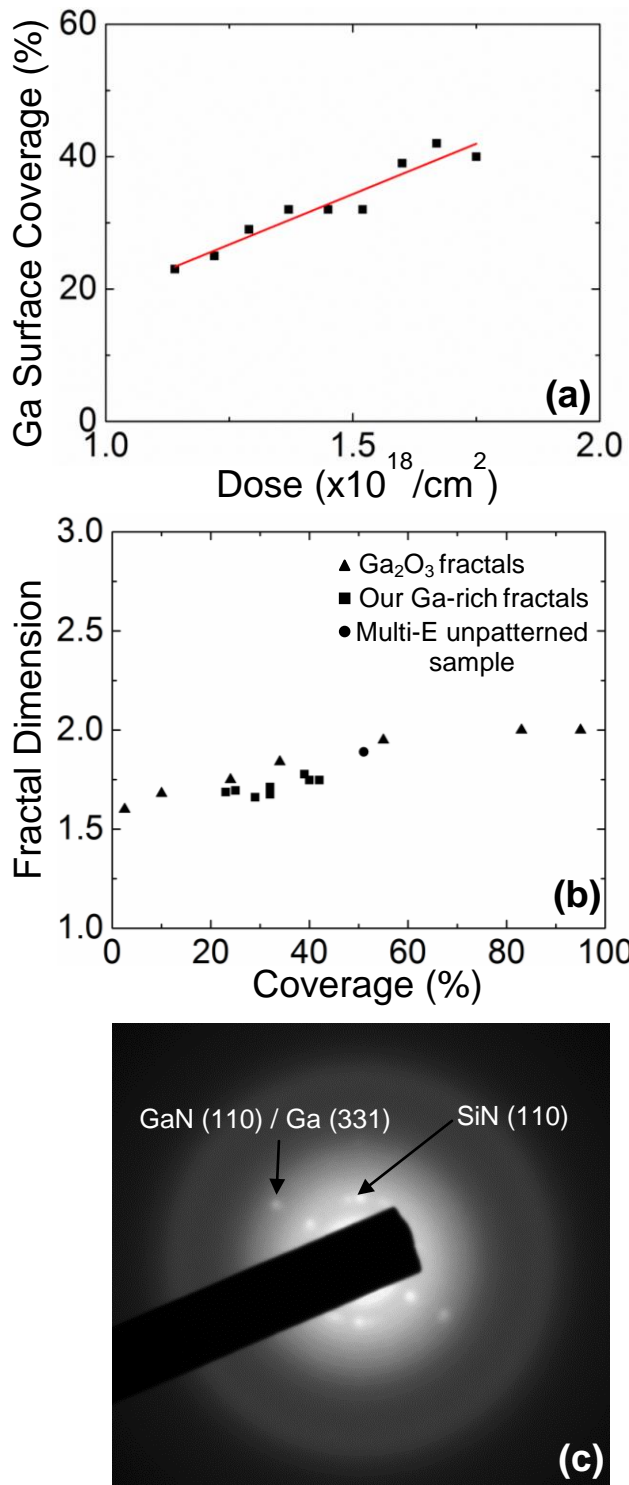 Ga Surface Coverage (%)
60
40
20
0
1.0
1.5
2.0
(a)
Dose (x10^18/cm^2)
Fractal Dimension
3.0
2.5
2.0
1.5
1.0
▲ Ga₂O₃ fractals
■ Our Ga-rich fractals
● Multi-E unpatterned
sample
(b)
0
20
40
60
80
100
Coverage (%)
GaN (110) / Ga (331)
SiN (110)
(c)